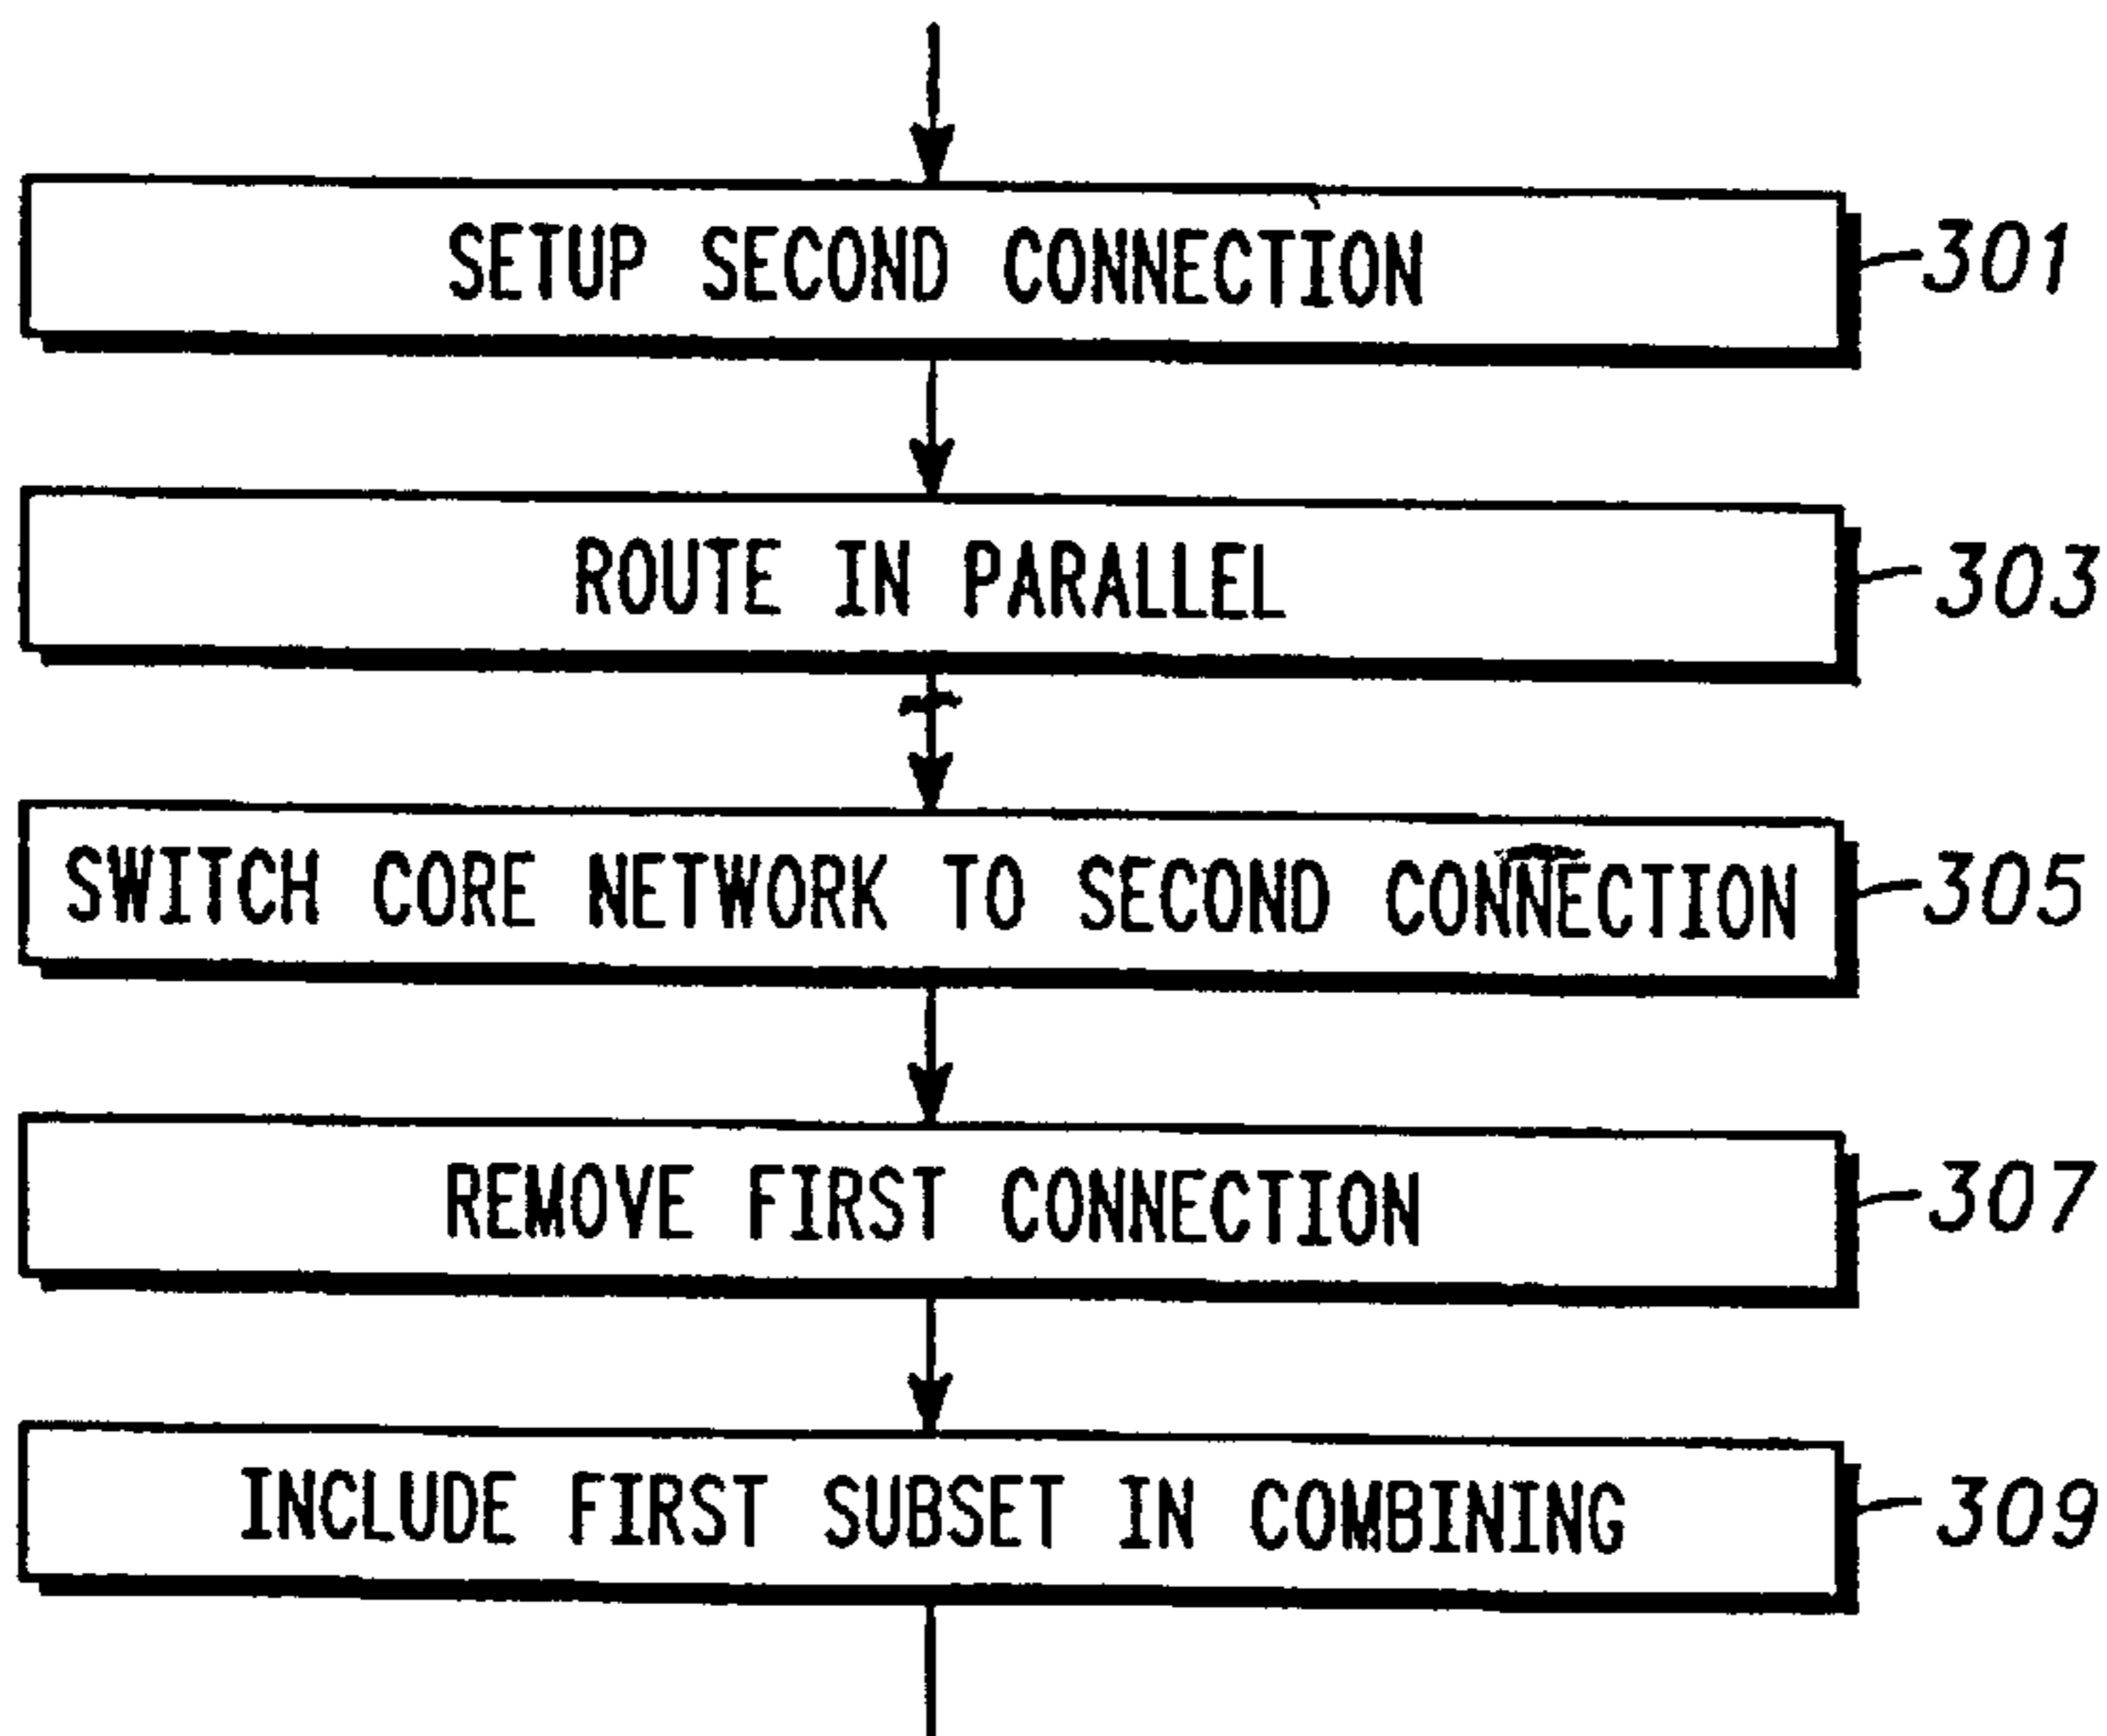 SETUP SECOND CONNECTION 301
ROUTE IN PARALLEL 303
SWITCH CORE NETWORK TO SECOND CONNECTION 305
REMOVE FIRST CONNECTION 307
INCLUDE FIRST SUBSET IN COMBINING 309